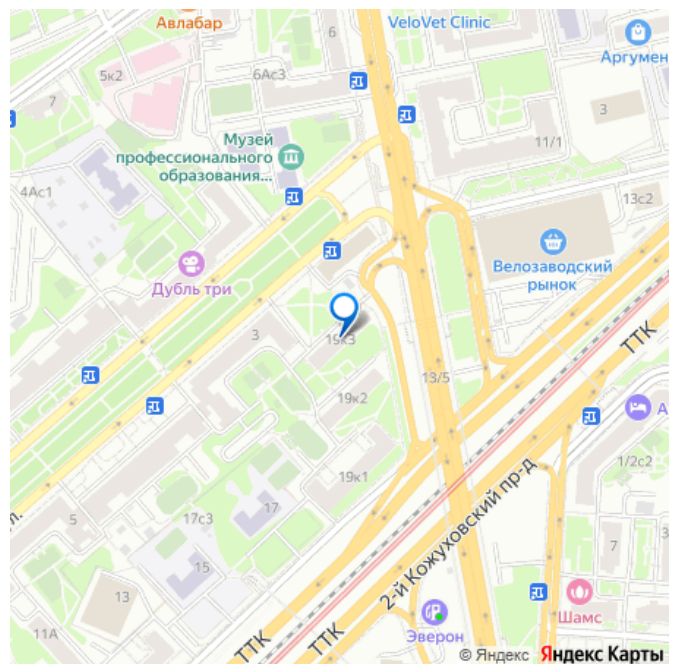 Авлабар
VeloVet Clinic
6
Аргумен
6Ас3
5к2
7
3
Музей
профессионального
образования...
11/1
4Ас1
13с2
Велозаводский
рынок
Дубль три
ТТК
3
19к3
13/5
19к2
А
1/2с2
19к1
2-й Кожуховский пр-д
л.
17с3
17
5
3
7
15
13
Шамс
11А
Эверон
ТТК
ТТК
© Яндекс Яндекс Карты